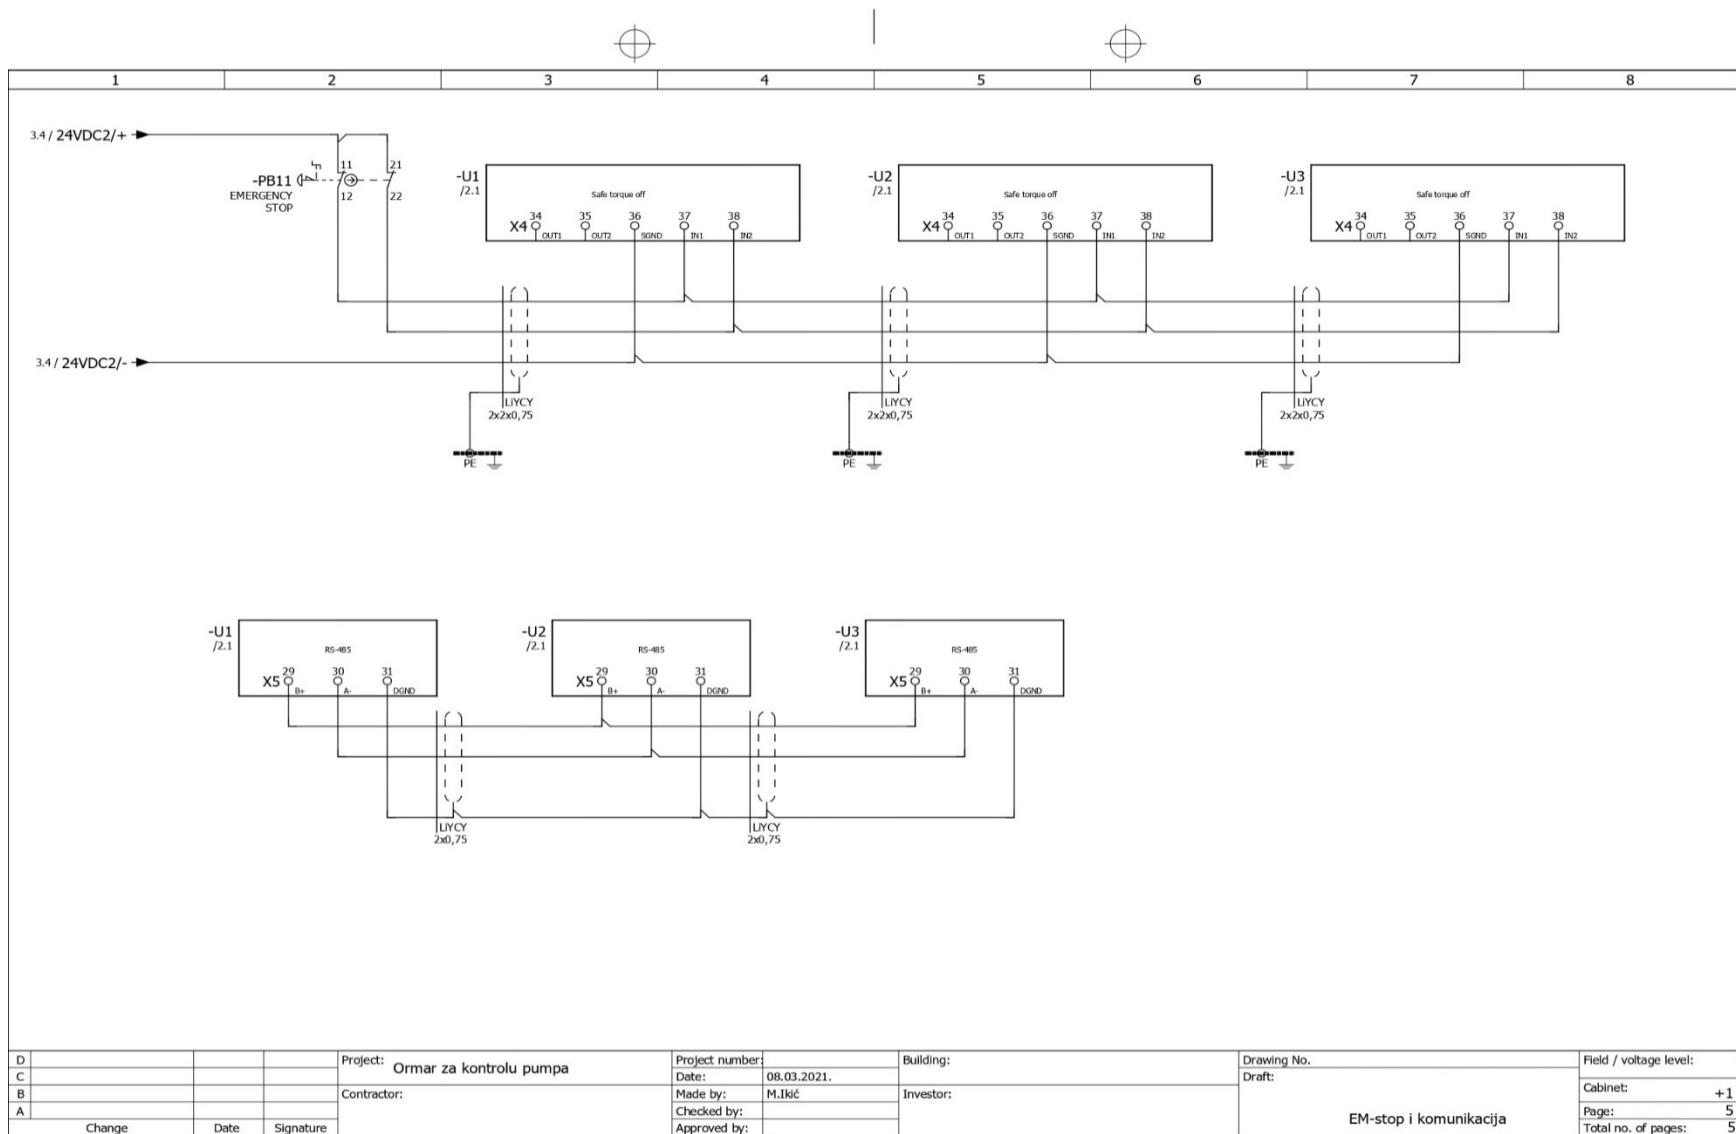 1 2 3 4 5 6 7 8
3.4 / 24VDC2/+
-PB11
EMERGENCY
STOP
11 21
12 22
-U1
/2.1
Safe torque off
X4
34 35 36 37 38
OUT1 OUT2 SGND IN1 IN2
-U2
/2.1
Safe torque off
X4
34 35 36 37 38
OUT1 OUT2 SGND IN1 IN2
-U3
/2.1
Safe torque off
X4
34 35 36 37 38
OUT1 OUT2 SGND IN1 IN2
3.4 / 24VDC2/-
LiYCY
2x2x0,75
PE
LiYCY
2x2x0,75
PE
LiYCY
2x2x0,75
PE
-U1
/2.1
RS-485
X5
29 30 31
B+ A- DGND
-U2
/2.1
RS-485
X5
29 30 31
B+ A- DGND
-U3
/2.1
RS-485
X5
29 30 31
B+ A- DGND
LiYCY
2x0,75
LiYCY
2x0,75
D
C
B
A
Change Date Signature
Project: Ormar za kontrolu pumpa
Contractor:
Project number:
Date: 08.03.2021.
Made by: M.Ikić
Checked by:
Approved by:
Building:
Investor:
Drawing No.
Draft:
EM-stop i komunikacija
Field / voltage level:
Cabinet: +1
Page: 5
Total no. of pages: 5